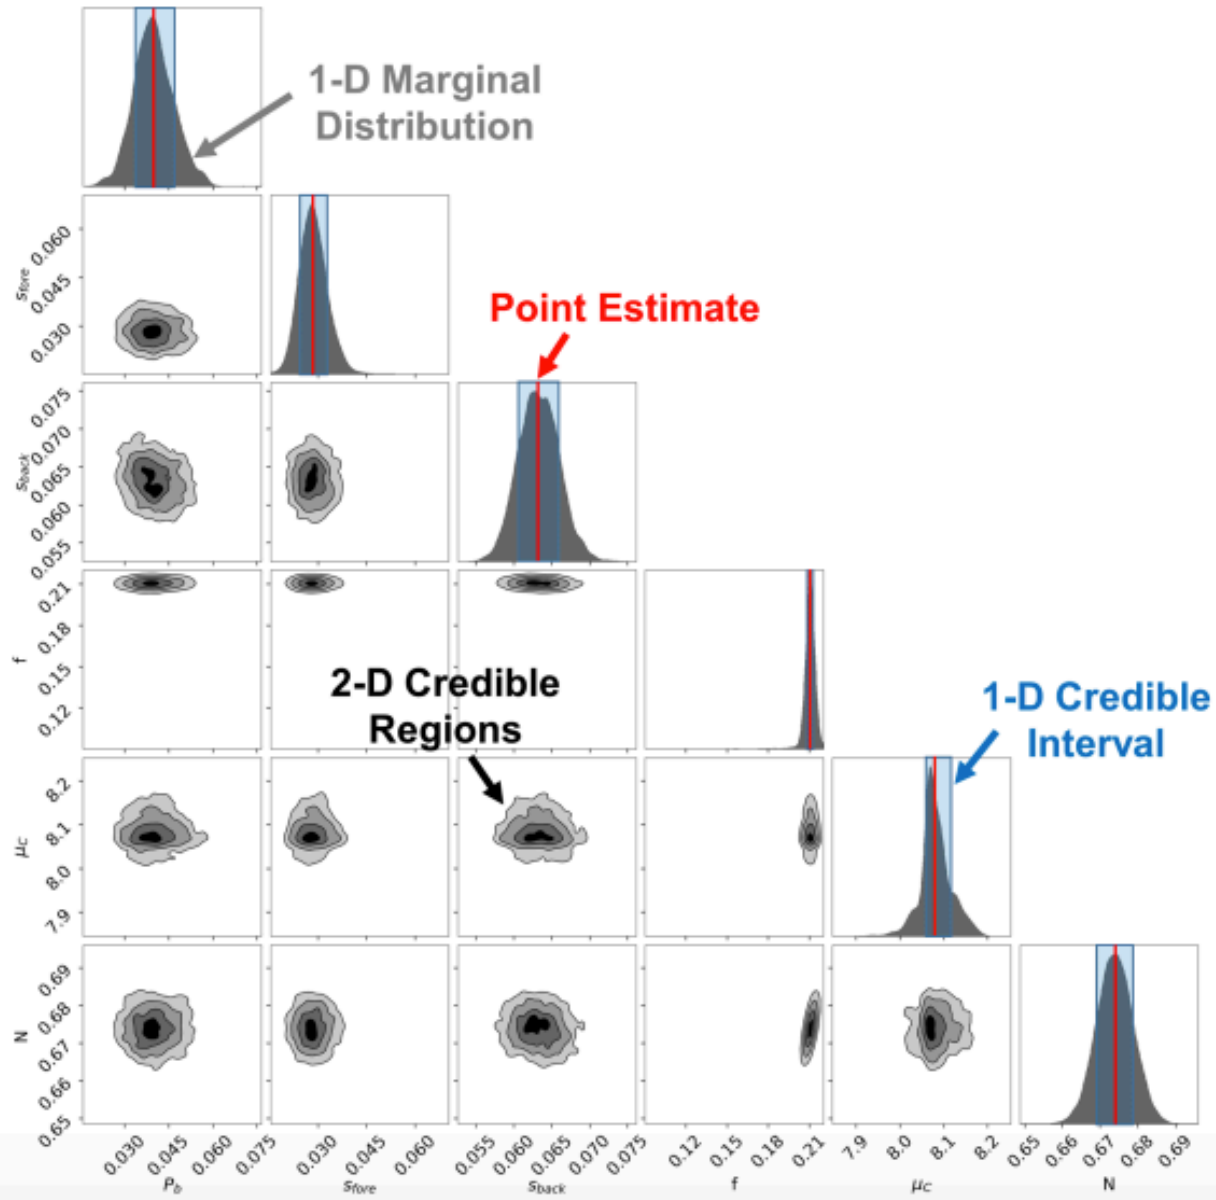 1-D Marginal
Distribution
0.060
0.045
0.030
s_fore
Point Estimate
0.075
0.070
0.065
0.060
0.055
s_back
0.21
0.18
0.15
0.12
f
2-D Credible
Regions
1-D Credible
Interval
8.2
8.1
8.0
7.9
μ_C
0.69
0.68
0.67
0.66
0.65
N
0.030 0.045 0.060 0.075 0.030 0.045 0.060 0.055 0.060 0.065 0.070 0.075 0.12 0.15 0.18 0.21 7.9 8.0 8.1 8.2 0.65 0.66 0.67 0.68 0.69
P_b s_fore s_back f μ_C N